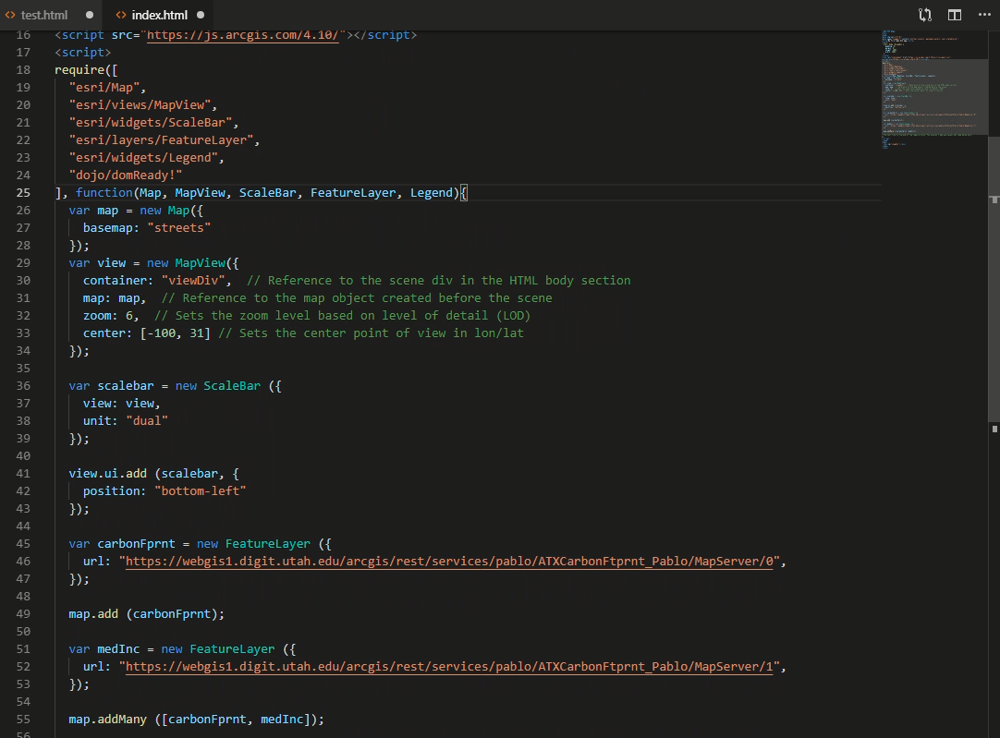 test.html index.html
16 <script src="https://js.arcgis.com/4.10/"></script>
17 <script>
18 require([
19 "esri/Map",
20 "esri/views/MapView",
21 "esri/widgets/ScaleBar",
22 "esri/layers/FeatureLayer",
23 "esri/widgets/Legend",
24 "dojo/domReady!"
25 ], function(Map, MapView, ScaleBar, FeatureLayer, Legend){
26 var map = new Map({
27 basemap: "streets"
28 });
29 var view = new MapView({
30 container: "viewDiv", // Reference to the scene div in the HTML body section
31 map: map, // Reference to the map object created before the scene
32 zoom: 6, // Sets the zoom level based on level of detail (LOD)
33 center: [-100, 31] // Sets the center point of view in lon/lat
34 });
35
36 var scalebar = new ScaleBar ({
37 view: view,
38 unit: "dual"
39 });
40
41 view.ui.add (scalebar, {
42 position: "bottom-left"
43 });
44
45 var carbonFprnt = new FeatureLayer ({
46 url: "https://webgis1.digit.utah.edu/arcgis/rest/services/pablo/ATXCarbonFtprnt_Pablo/MapServer/0",
47 });
48
49 map.add (carbonFprnt);
50
51 var medInc = new FeatureLayer ({
52 url: "https://webgis1.digit.utah.edu/arcgis/rest/services/pablo/ATXCarbonFtprnt_Pablo/MapServer/1",
53 });
54
55 map.addMany ([carbonFprnt, medInc]);
56